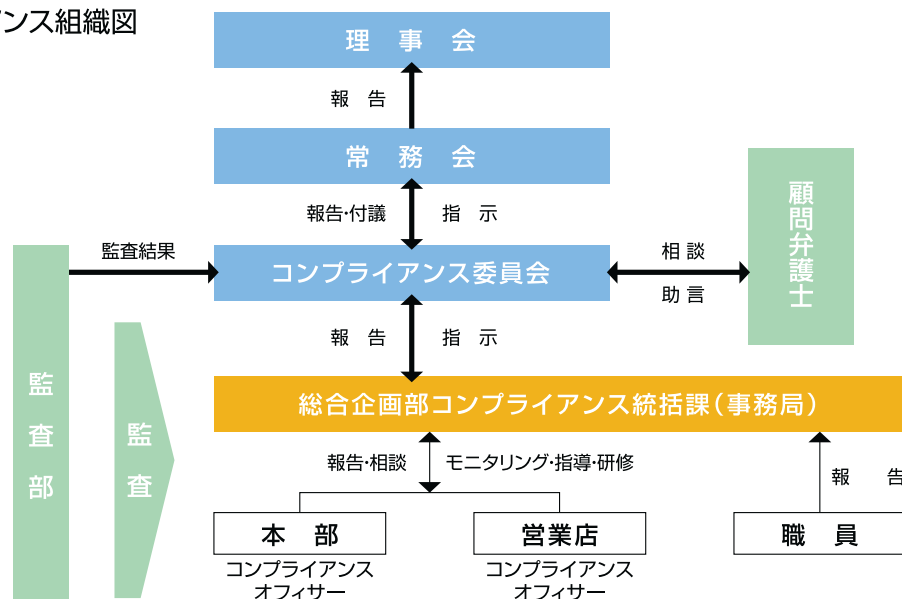 ンス組織図
理 事 会
報 告
常 務 会
報告・付議 指 示
監査結果
コンプライアンス委員会
相 談
助 言
顧問弁護士
報 告 指 示
総合企画部コンプライアンス統括課(事務局)
監査部
監査
報告・相談 モニタリング・指導・研修
報 告
本 部
営業店
職 員
コンプライアンス
オフィサー
コンプライアンス
オフィサー